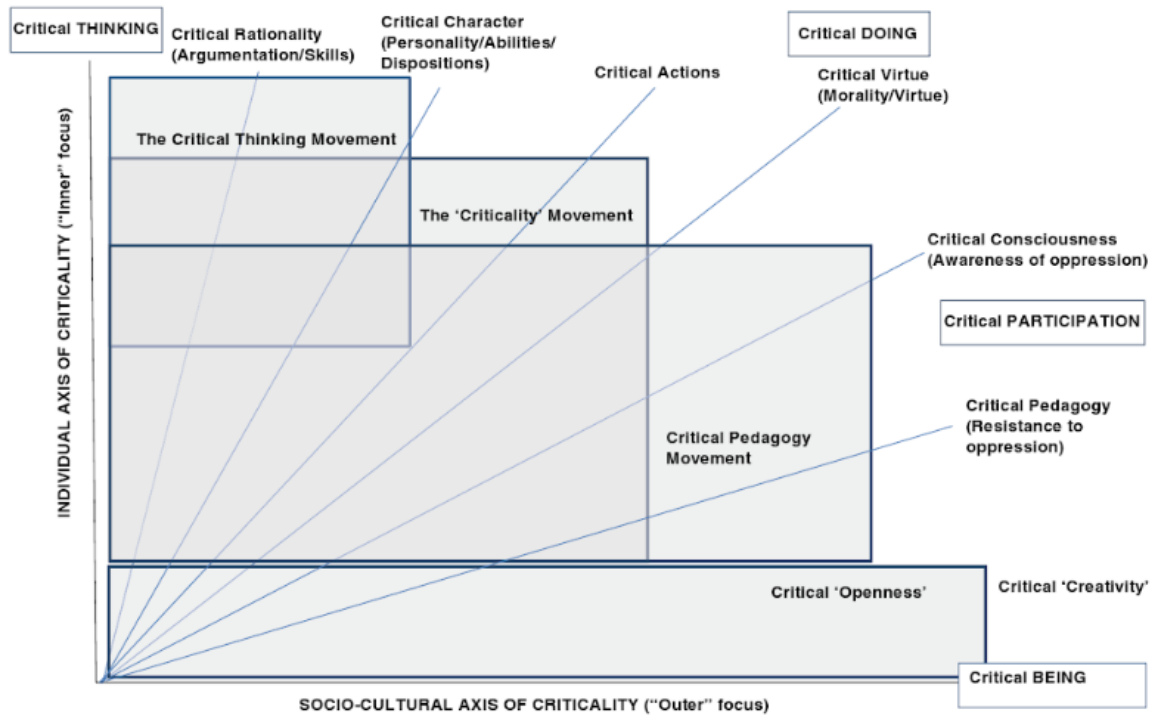 Critical THINKING
Critical Rationality
(Argumentation/Skills)
Critical Character
(Personality/Abilities/
Dispositions)
Critical Actions
Critical DOING
Critical Virtue
(Morality/Virtue)
The Critical Thinking Movement
The ‘Criticality’ Movement
Critical Consciousness
(Awareness of oppression)
Critical PARTICIPATION
Critical Pedagogy
(Resistance to
oppression)
Critical Pedagogy
Movement
Critical ‘Openness’
Critical ‘Creativity’
Critical BEING
INDIVIDUAL AXIS OF CRITICALITY (“Inner” focus)
SOCIO-CULTURAL AXIS OF CRITICALITY (“Outer” focus)